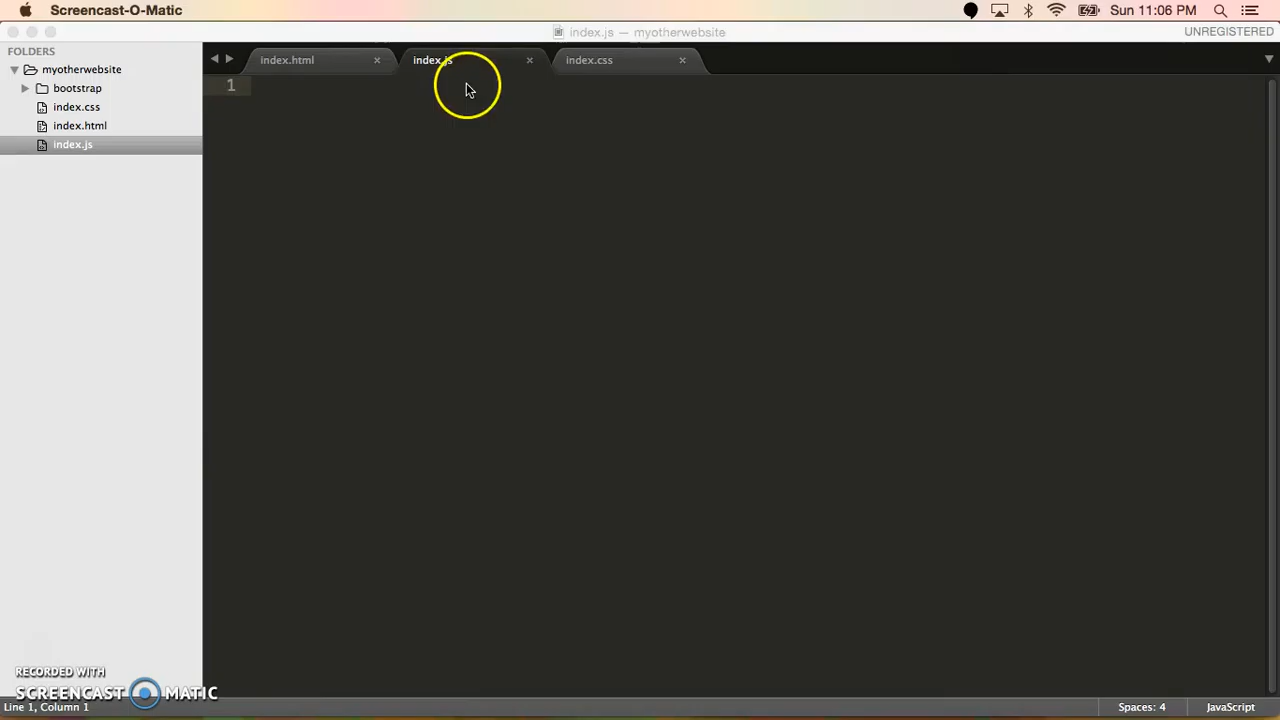 Screencast-O-Matic
Sun 11:06 PM
index.js — myotherwebsite
UNREGISTERED
FOLDERS
myotherwebsite
bootstrap
index.css
index.html
index.js
index.html × index.js × index.css ×
1
RECORDED WITH
SCREENCAST MATIC
Line 1, Column 1
Spaces: 4
JavaScript